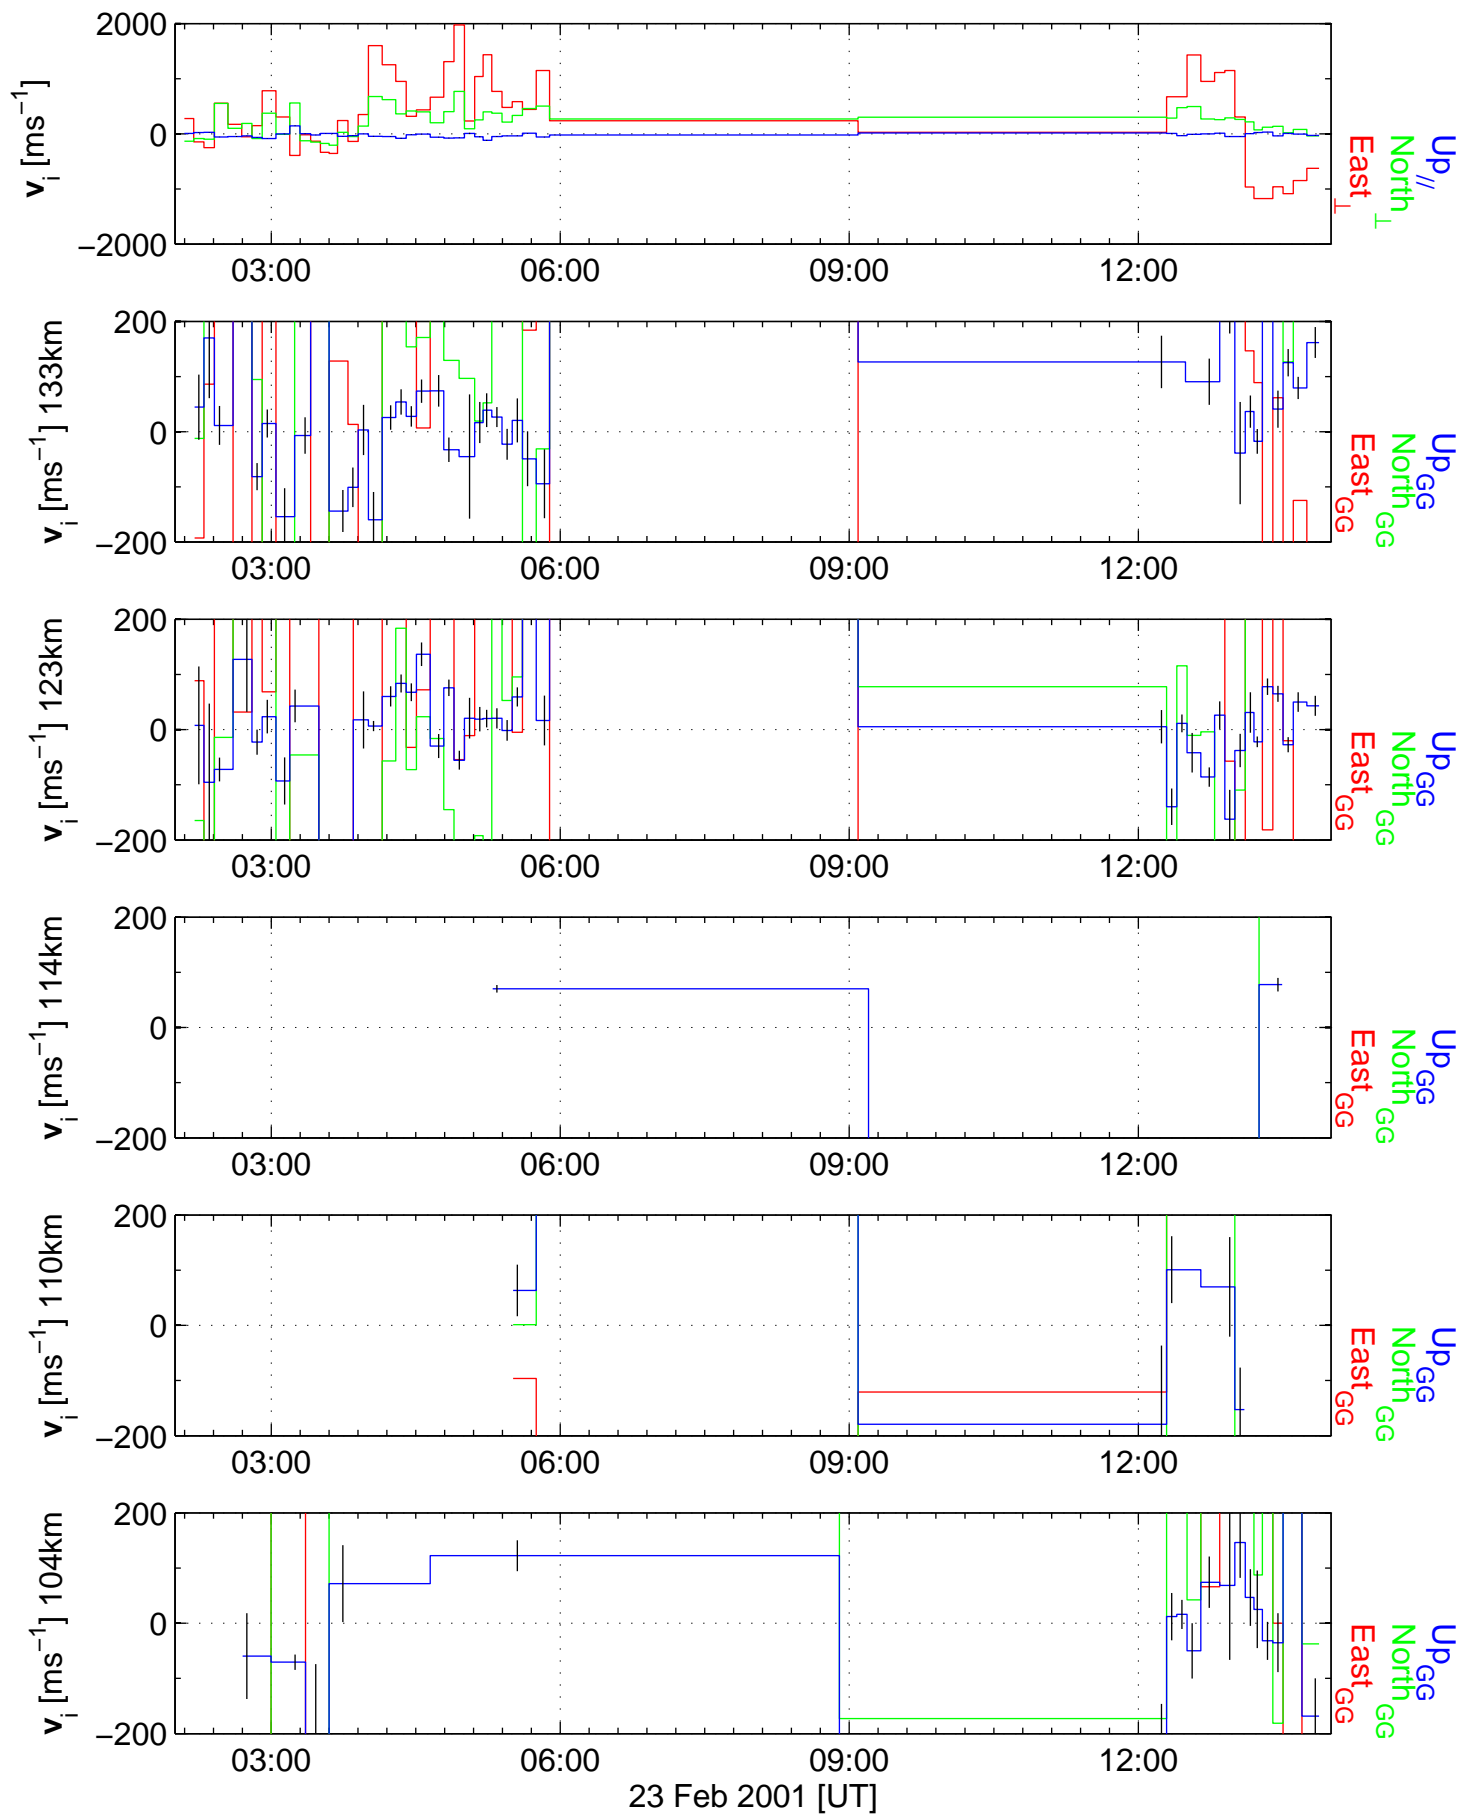 2000
0
−2000
v_i [ms^−1]
03:00 06:00 09:00 12:00
East_⊥
North_⊥
Up_//
200
0
−200
v_i [ms^−1] 133km
03:00 06:00 09:00 12:00
East_GG
North_GG
Up_GG
200
0
−200
v_i [ms^−1] 123km
03:00 06:00 09:00 12:00
East_GG
North_GG
Up_GG
200
0
−200
v_i [ms^−1] 114km
03:00 06:00 09:00 12:00
East_GG
North_GG
Up_GG
200
0
−200
v_i [ms^−1] 110km
03:00 06:00 09:00 12:00
East_GG
North_GG
Up_GG
200
0
−200
v_i [ms^−1] 104km
03:00 06:00 09:00 12:00
East_GG
North_GG
Up_GG
23 Feb 2001 [UT]